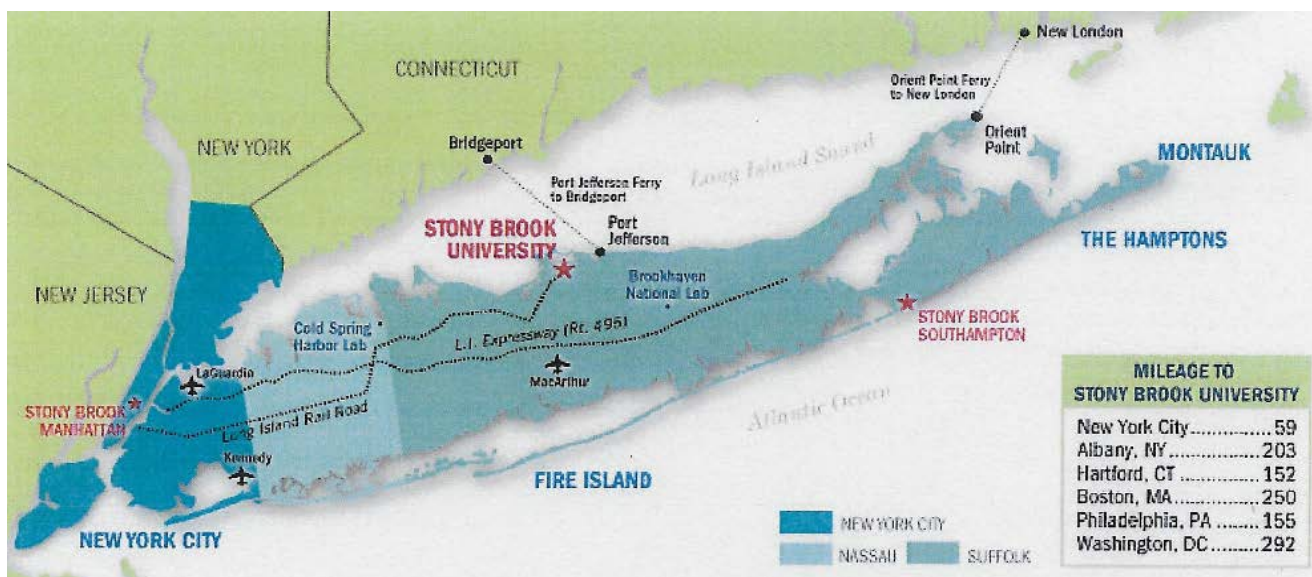 New London
CONNECTICUT
Orient Point Ferry
to New London
NEW YORK
Bridgeport
Orient
Point
MONTAUK
Long Island Sound
Port Jefferson Ferry
to Bridgeport
STONY BROOK
UNIVERSITY
Port
Jefferson
THE HAMPTONS
NEW JERSEY
Brookhaven
National Lab
Cold Spring
Harbor Lab
L.I. Expressway (Rt. 495)
STONY BROOK
SOUTHAMPTON
LaGuardia
MacArthur
STONY BROOK
MANHATTAN
Long Island Rail Road
Atlantic Ocean
Kennedy
FIRE ISLAND
NEW YORK CITY
NEW YORK CITY
NASSAU
SUFFOLK
MILEAGE TO
STONY BROOK UNIVERSITY
New York City..............59
Albany, NY................203
Hartford, CT ..............152
Boston, MA...............250
Philadelphia, PA .......155
Washington, DC.........292